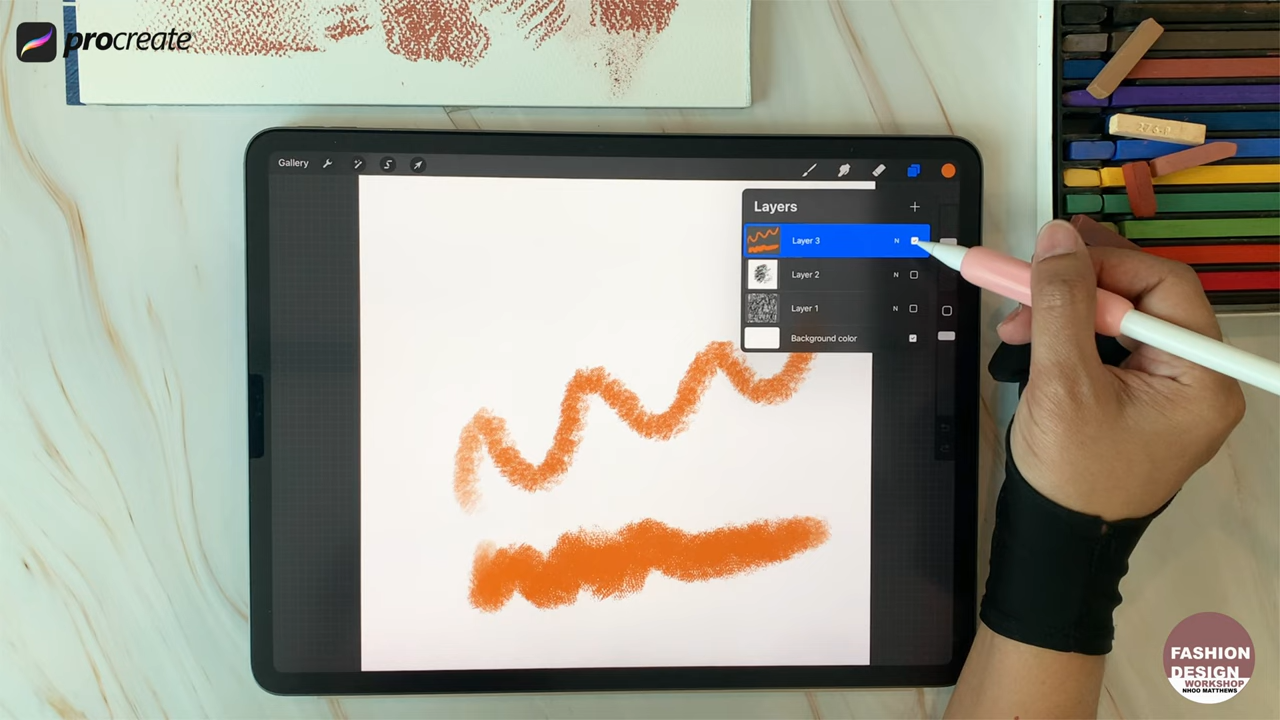 procreate
Gallery
Layers
Layer 3
N
Layer 2
N
Layer 1
N
Background color
FASHION
DESIGN
WORKSHOP
NHOO MATTHEWS